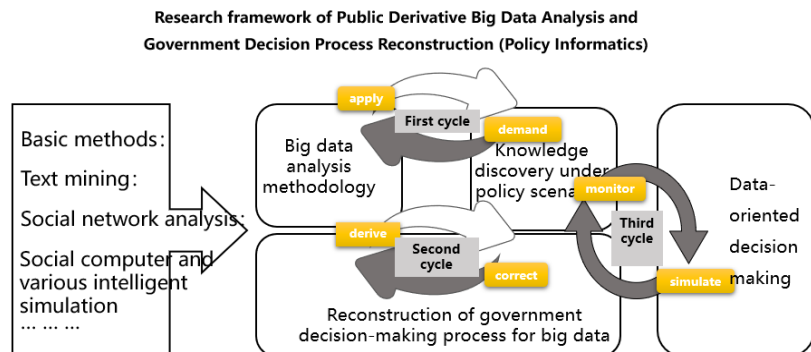 Research framework of Public Derivative Big Data Analysis and
Government Decision Process Reconstruction (Policy Informatics)
Basic methods:
Text mining:
Social network analysis:
Social computer and
various intelligent
simulation
... ... ...
apply
First cycle
demand
Big data
analysis
methodology
Knowledge
discovery under
policy scena
monitor
derive
Second
cycle
correct
Third
cycle
simulate
Reconstruction of government
decision-making process for big data
Data-
oriented
decision
making